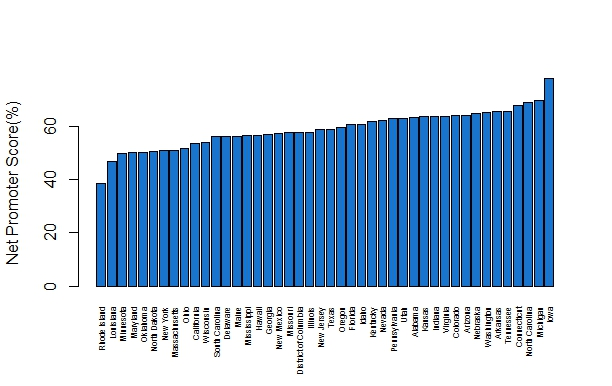 Net Promoter Score(%)
60
40
20
0
Rhode Island
Louisiana
Minnesota
Maryland
Oklahoma
North Dakota
New York
Massachusetts
Ohio
California
Wisconsin
South Carolina
Delaware
Maine
Mississippi
Hawaii
Georgia
New Mexico
Missouri
District of Columbia
Illinois
New Jersey
Texas
Oregon
Florida
Idaho
Kentucky
Nevada
Pennsylvania
Utah
Alabama
Kansas
Indiana
Virginia
Colorado
Arizona
Nebraska
Washington
Arkansas
Tennessee
Connecticut
North Carolina
Michigan
Iowa